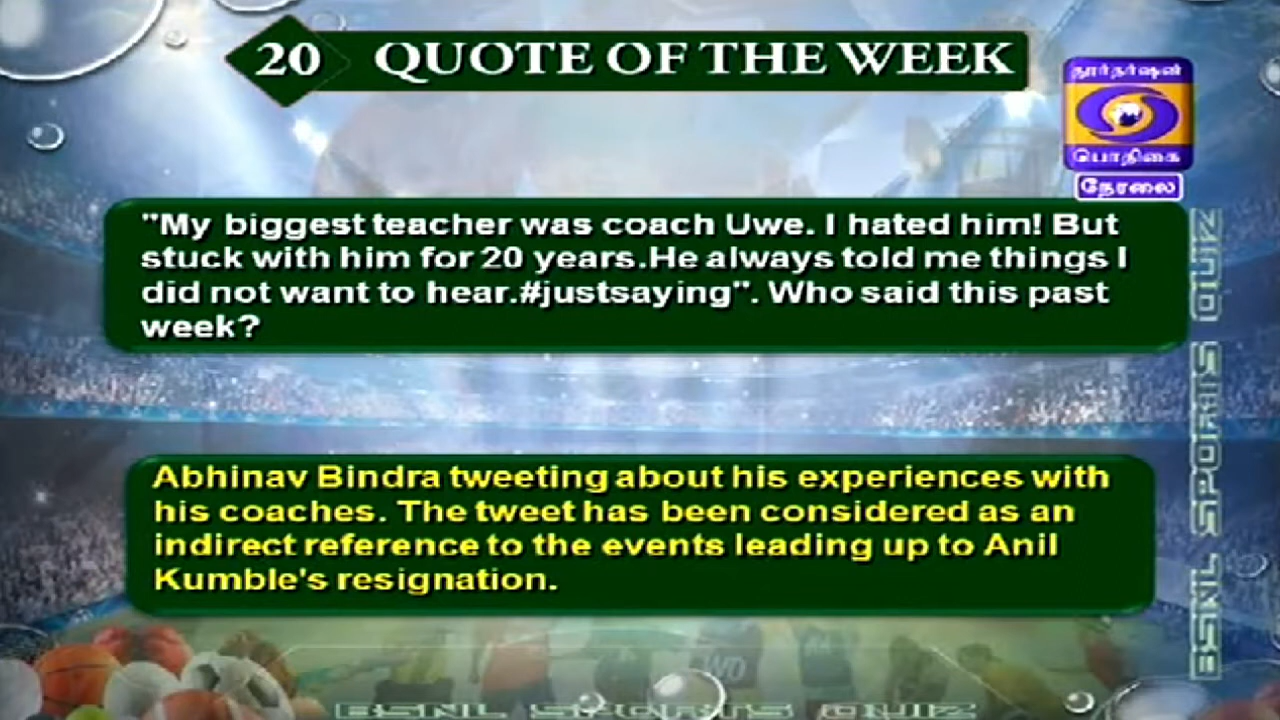 20 QUOTE OF THE WEEK
தூர்தர்ஷன்
பொதிகை
நேரலை
"My biggest teacher was coach Uwe. I hated him! But
stuck with him for 20 years.He always told me things I
did not want to hear.#justsaying". Who said this past
week?
Abhinav Bindra tweeting about his experiences with
his coaches. The tweet has been considered as an
indirect reference to the events leading up to Anil
Kumble's resignation.
BSNL SPORTS QUIZ
WD
BSNL SPORTS QUIZ